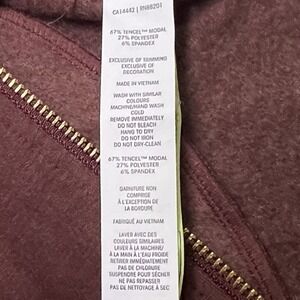 CA14442 | RN88201
67% TENCEL™ MODAL
27% POLYESTER
6% SPANDEX
EXCLUSIVE OF TRIMMING
EXCLUSIVE OF
DECORATION
MADE IN VIETNAM
WASH WITH SIMILAR
COLOURS
MACHINE/HAND WASH
COLD
REMOVE IMMEDIATELY
DO NOT BLEACH
HANG TO DRY
DO NOT IRON
DO NOT DRY-CLEAN
67% TENCEL™ MODAL
27% POLYESTER
6% SPANDEX
GARNITURE NON
COMPRISE
À L'EXCEPTION DE
LA BORDURE
FABRIQUÉ AU VIETNAM
LAVER AVEC DES
COULEURS SIMILAIRES
LAVER À LA MACHINE/
À LA MAIN À L'EAU FROIDE
RETIRER IMMÉDIATEMENT
PAS DE CHLORURE
SUSPENDRE POUR SÉCHER
NE PAS REPASSER
PAS DE NETTOYAGE À SEC